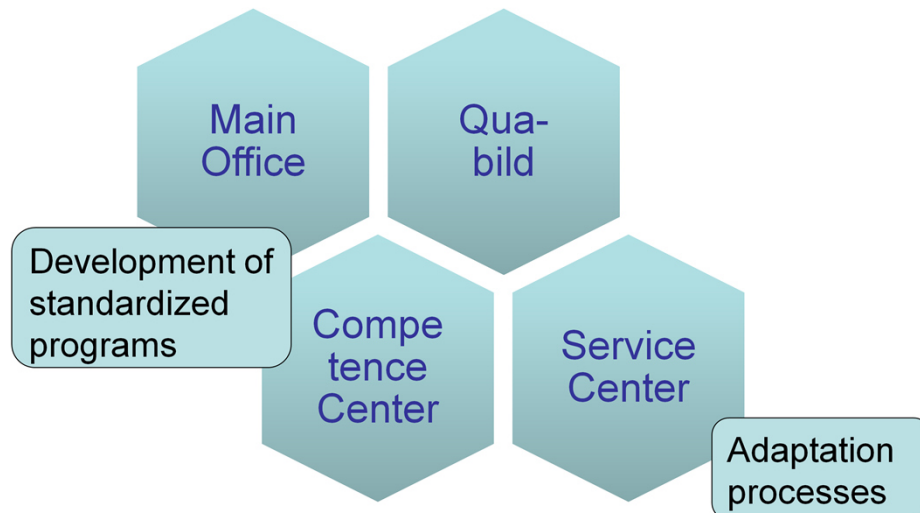 Main
Office
Qua-
bild
Development of
standardized
programs
Compe
tence
Center
Service
Center
Adaptation
processes